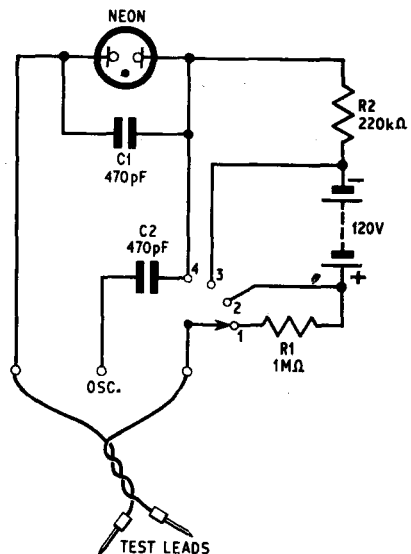 NEON
R2
220kΩ
C1
470pF
–
120V
+
C2
470pF
4
3
2
1
R1
1MΩ
OSC.
TEST LEADS